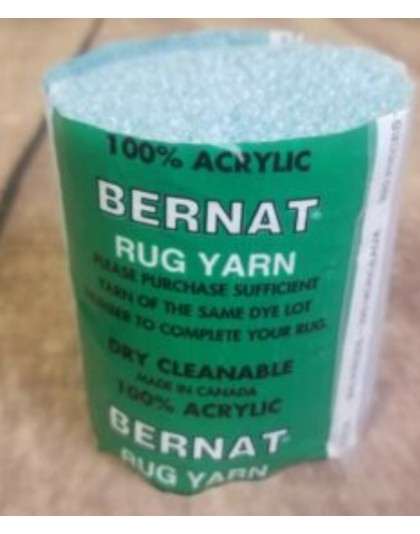 100% ACRYLIC
BERNAT®
RUG YARN
PLEASE PURCHASE SUFFICIENT
YARN OF THE SAME DYE LOT
NUMBER TO COMPLETE YOUR RUG.
DRY CLEANABLE
MADE IN CANADA
100% ACRYLIC
BERNAT®
RUG YARN